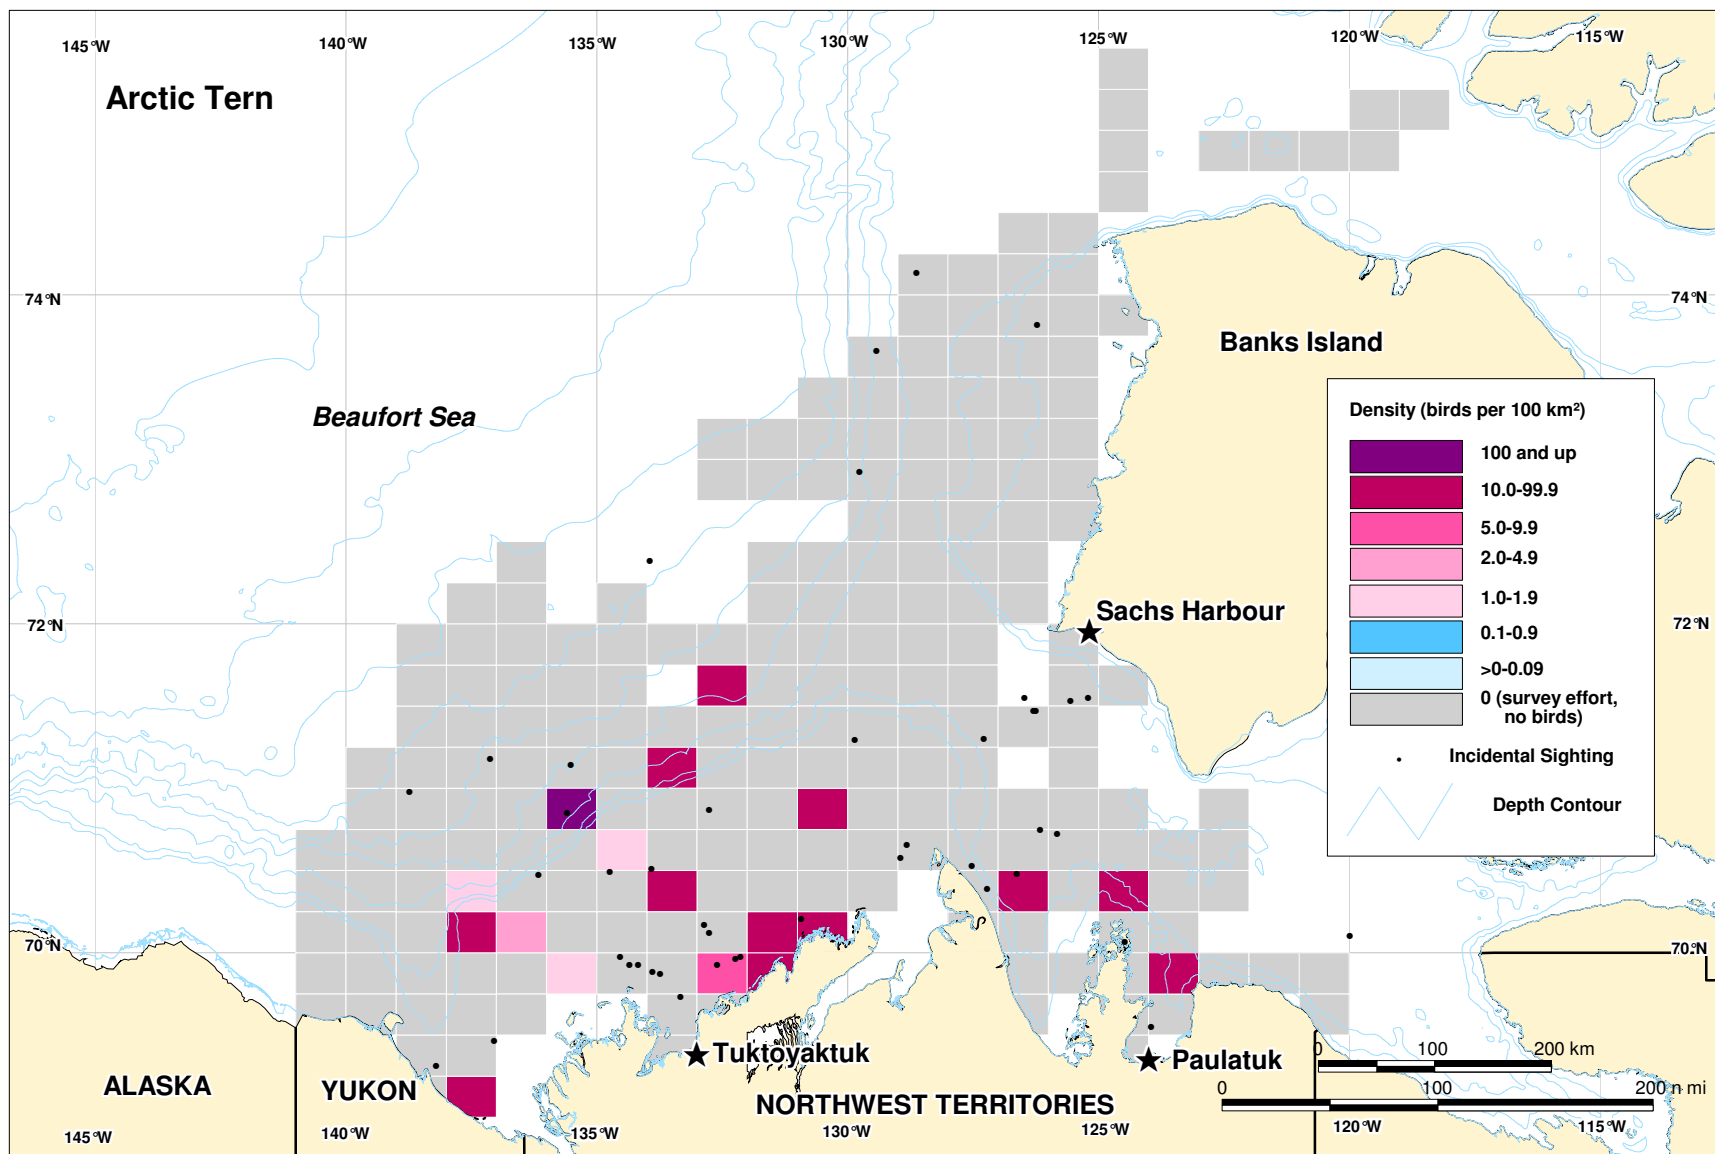 145°W 140°W 135°W 130°W 125°W 120°W 115°W
Arctic Tern
74°N 74°N
Banks Island
Beaufort Sea
Density (birds per 100 km²)
100 and up
10.0-99.9
5.0-9.9
2.0-4.9
1.0-1.9
0.1-0.9
>0-0.09
0 (survey effort,
no birds)
Incidental Sighting
Depth Contour
Sachs Harbour
72°N 72°N
70°N 70°N
Tuktoyaktuk
Paulatuk
0 100 200 km
0 100 200 n mi
ALASKA
YUKON
NORTHWEST TERRITORIES
145°W 140°W 135°W 130°W 125°W 120°W 115°W